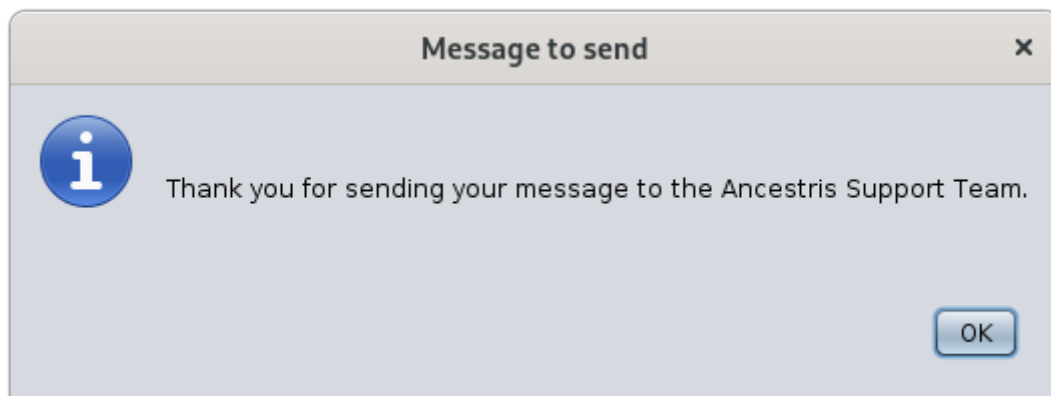 Message to send
Thank you for sending your message to the Ancestris Support Team.
OK